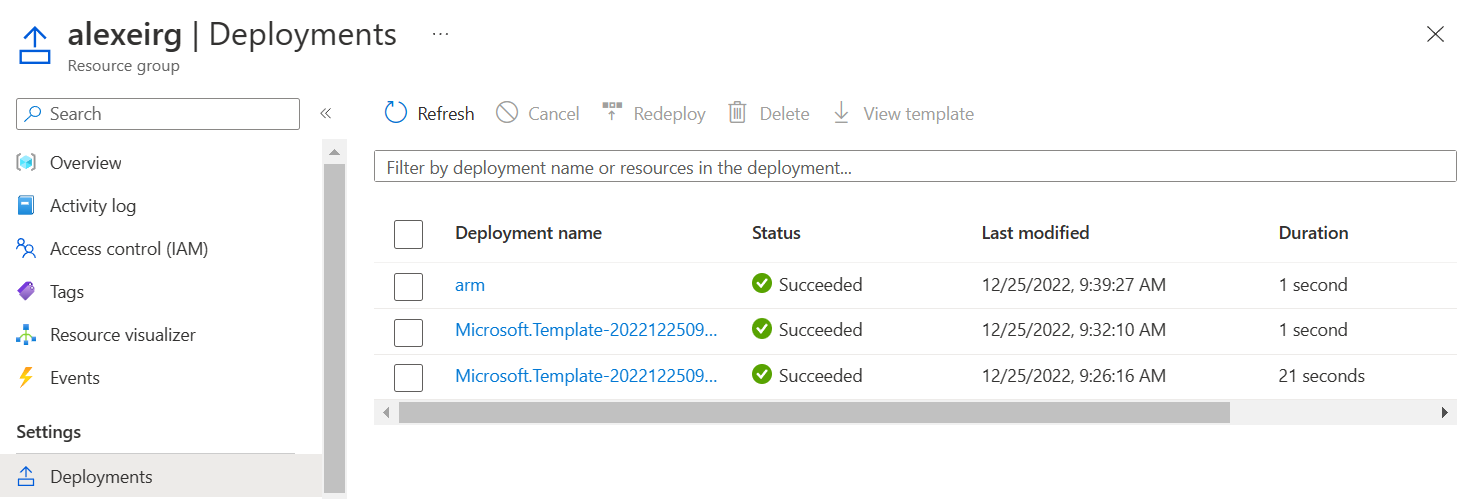 alexeirg | Deployments ...
Resource group
Search «
Refresh Cancel Redeploy Delete View template
Overview
Activity log
Access control (IAM)
Tags
Resource visualizer
Events
Settings
Deployments
Filter by deployment name or resources in the deployment...
Deployment name Status Last modified Duration
arm Succeeded 12/25/2022, 9:39:27 AM 1 second
Microsoft.Template-2022122509... Succeeded 12/25/2022, 9:32:10 AM 1 second
Microsoft.Template-2022122509... Succeeded 12/25/2022, 9:26:16 AM 21 seconds